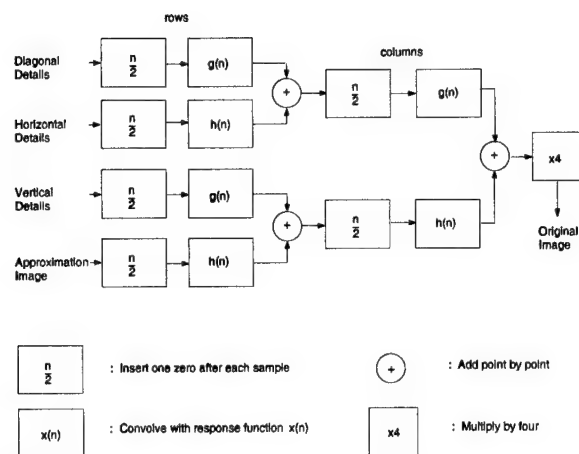 rows
columns
Diagonal
Details
n
2
g(n)
+
n
2
g(n)
Horizontal
Details
n
2
h(n)
+
x4
Vertical
Details
n
2
g(n)
+
n
2
h(n)
Original
Image
Approximation
Image
n
2
h(n)
n
2
: Insert one zero after each sample
+
: Add point by point
x(n)
: Convolve with response function x(n)
x4
: Multiply by four